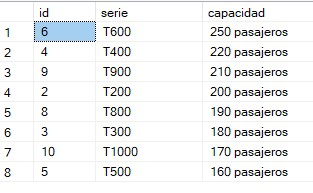 id serie capacidad
1 6 T600 250 pasajeros
2 4 T400 220 pasajeros
3 9 T900 210 pasajeros
4 2 T200 200 pasajeros
5 8 T800 190 pasajeros
6 3 T300 180 pasajeros
7 10 T1000 170 pasajeros
8 5 T500 160 pasajeros